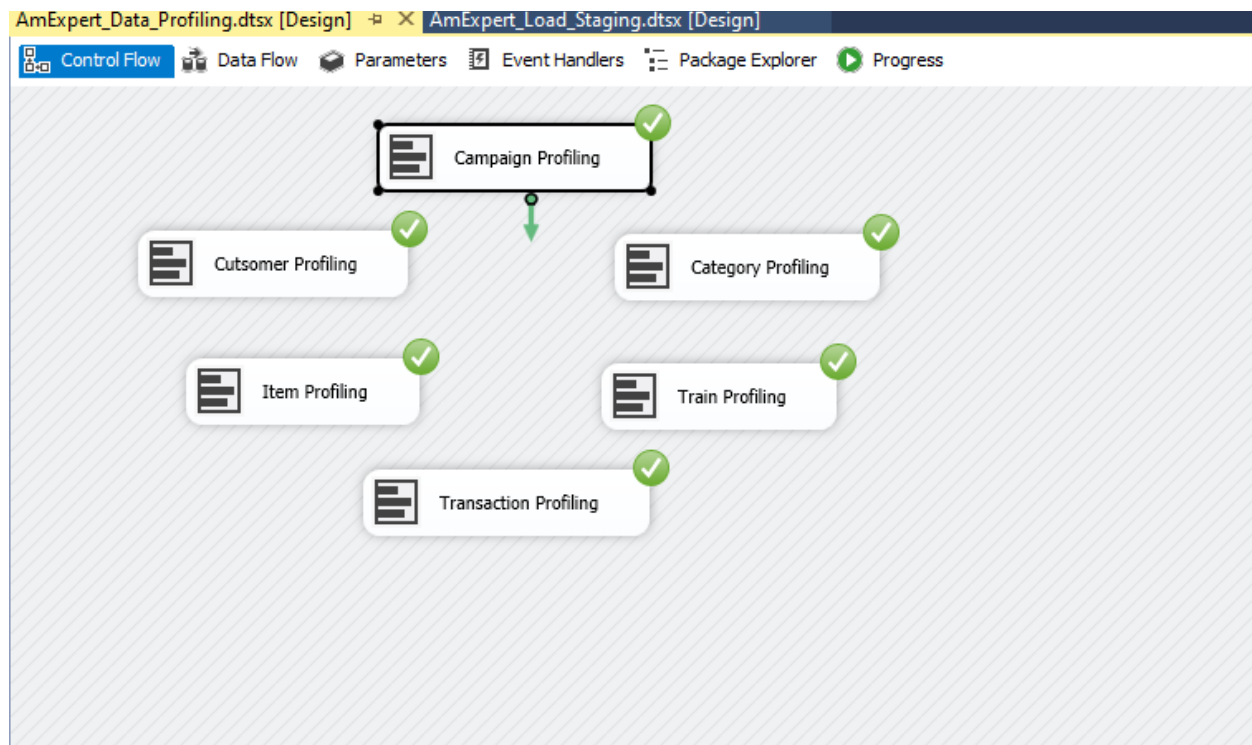 AmExpert_Data_Profiling.dtsx [Design] AmExpert_Load_Staging.dtsx [Design]
Control Flow Data Flow Parameters Event Handlers Package Explorer Progress
Campaign Profiling
Cutsomer Profiling
Category Profiling
Item Profiling
Train Profiling
Transaction Profiling